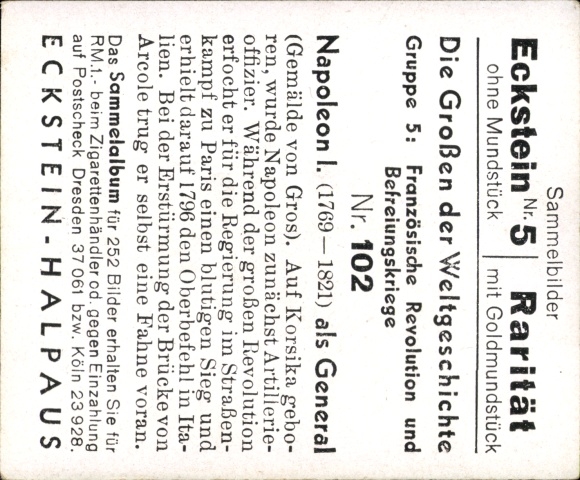 Sammelbilder
Eckstein Nr. 5 | Rarität
ohne Mundstück | mit Goldmundstück
Die Großen der Weltgeschichte
Gruppe 5: Französische Revolution und
Befreiungskriege
Nr. 102
Napoleon I. (1769—1821) als General
(Gemälde von Gros). Auf Korsika gebo-
ren, wurde Napoleon zunächst Artillerie-
offizier. Während der großen Revolution
erfocht er für die Regierung im Straßen-
kampf zu Paris einen blutigen Sieg und
erhielt darauf 1796 den Oberbefehl in Ita-
lien. Bei der Erstürmung der Brücke von
Arcole trug er selbst eine Fahne voran.
Das Sammelalbum für 252 Bilder erhalten Sie für
RM 1.- beim Zigarettenhändler od. gegen Einzahlung
auf Postscheck Dresden 37 061 bzw. Köln 23 928.
ECKSTEIN-HALPAUS